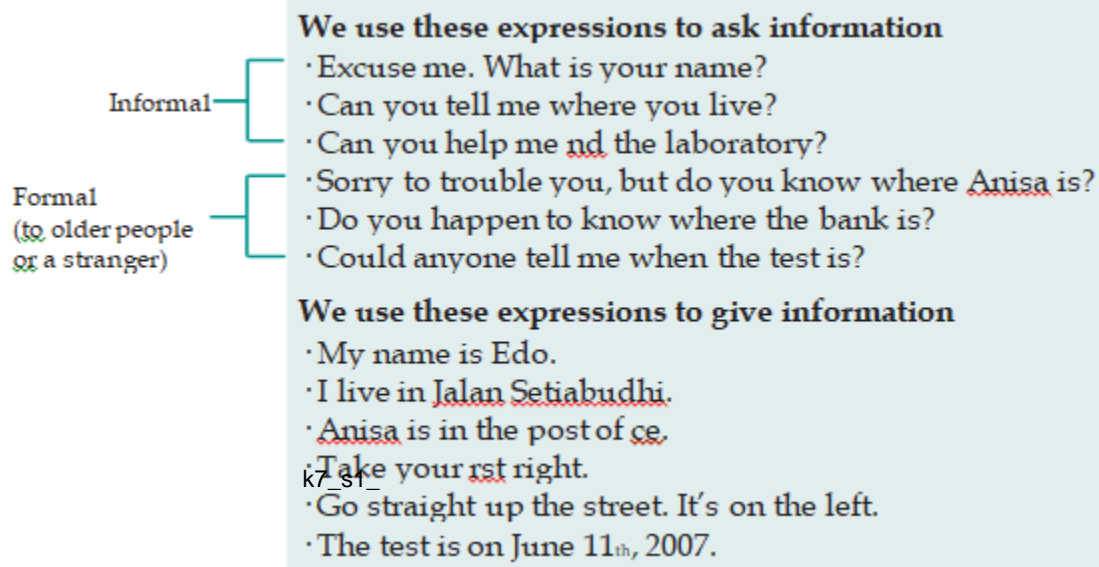 We use these expressions to ask information
·Excuse me. What is your name?
Informal
·Can you tell me where you live?
·Can you help me nd the laboratory?
·Sorry to trouble you, but do you know where Anisa is?
Formal
(to older people
or a stranger)
·Do you happen to know where the bank is?
·Could anyone tell me when the test is?
We use these expressions to give information
·My name is Edo.
·I live in Jalan Setiabudhi.
·Anisa is in the post of ce.
·Take your rst right.
k7_s1_
·Go straight up the street. It's on the left.
·The test is on June 11th, 2007.